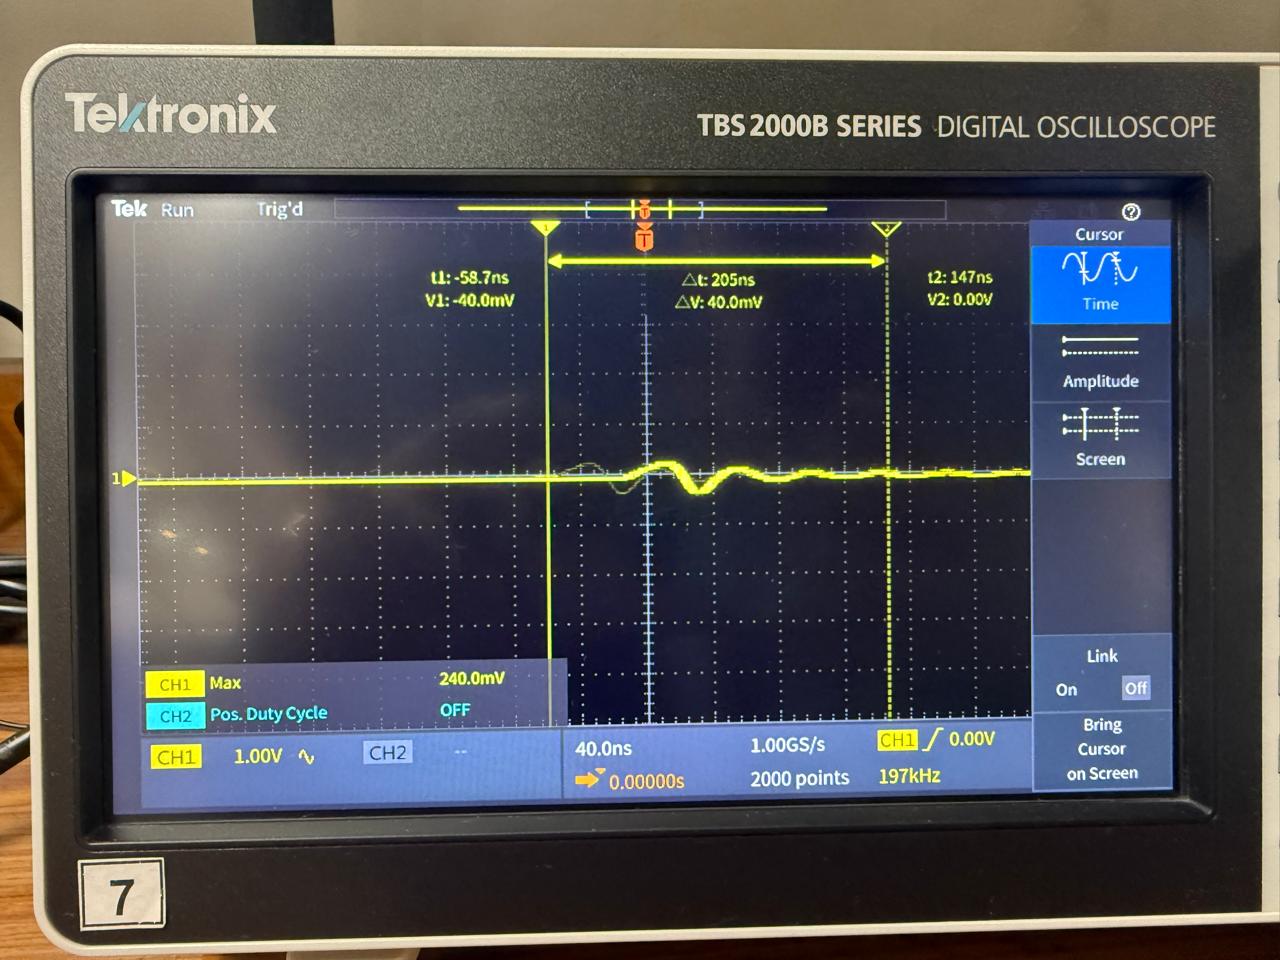 Tektronix
TBS 2000B SERIES DIGITAL OSCILLOSCOPE
Tek Run Trig'd
T
?
Cursor
1
T
2
t1: -58.7ns
V1: -40.0mV
△t: 205ns
△V: 40.0mV
t2: 147ns
V2: 0.00V
Time
Amplitude
Screen
1
Link
On Off
Bring
Cursor
on Screen
CH1 Max 240.0mV
CH2 Pos. Duty Cycle OFF
CH1 1.00V CH2 --
40.0ns 1.00GS/s CH1 0.00V
0.00000s 2000 points 197kHz
7